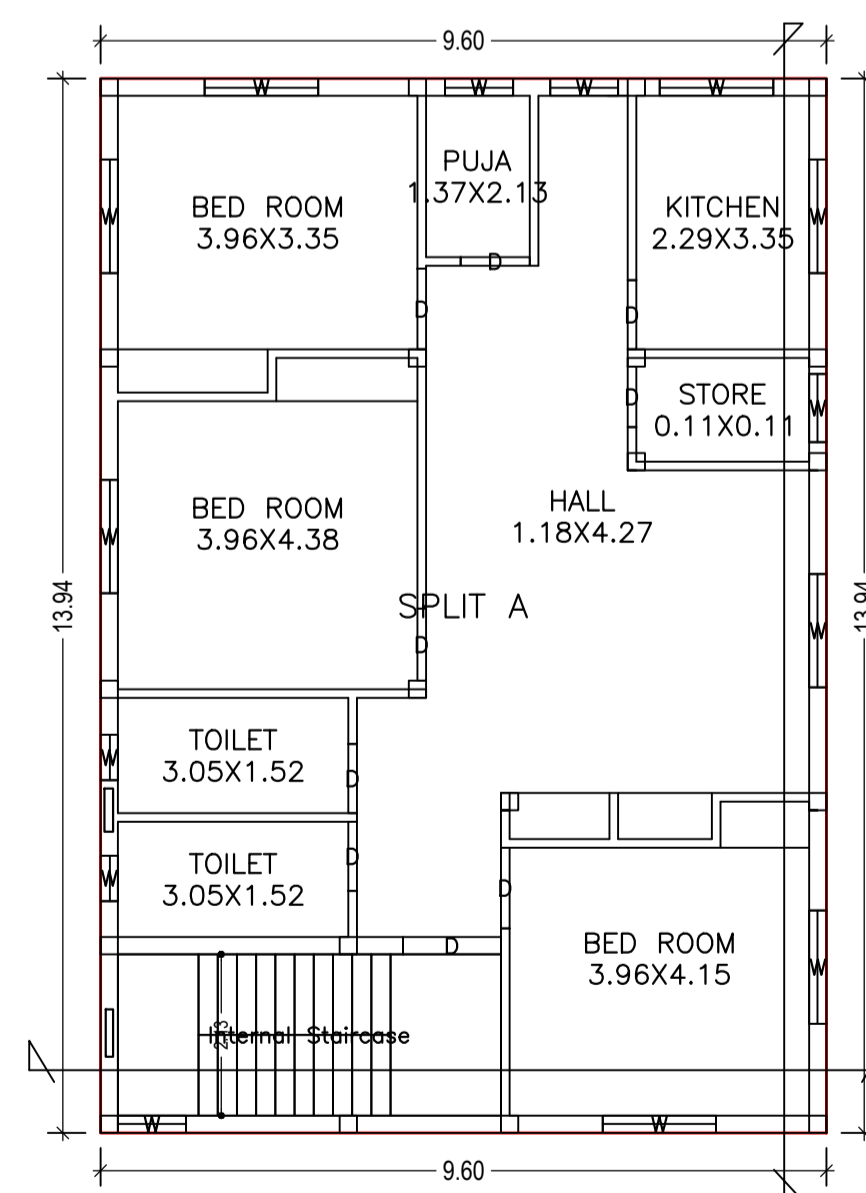 9.60
W
W
W
W
PUJA
1.37X2.13
BED ROOM
3.96X3.35
KITCHEN
2.29X3.35
W
W
D
D
D
STORE
0.11X0.11
D
W
BED ROOM
3.96X4.38
HALL
1.18X4.27
W
13.94
13.94
SPLIT A
D
W
TOILET
3.05X1.52
W
D
TOILET
3.05X1.52
W
D
D
BED ROOM
3.96X4.15
D
W
Internal Staircase
2.13
W
W
9.60